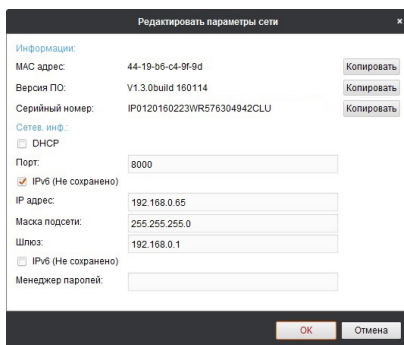 Редактировать параметры сети
×
Информации:
MAC адрес: 44-19-b6-c4-9f-9d Копировать
Версия ПО: V1.3.0build 160114 Копировать
Серийный номер: IP0120160223WR576304942CLU Копировать
Сетев. инф.:
DHCP
Порт: 8000
IPv6 (Не сохранено)
IP адрес: 192.168.0.65
Маска подсети: 255.255.255.0
Шлюз: 192.168.0.1
IPv6 (Не сохранено)
Менеджер паролей:
OK Отмена